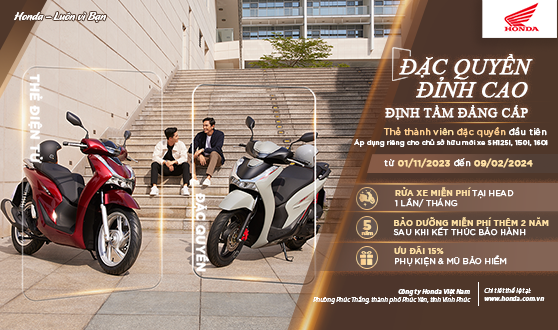 Honda – Luôn vì Bạn
HONDA
THẺ ĐIỆN TỬ
ĐẶC QUYỀN
ĐẶC QUYỀN
ĐỈNH CAO
ĐỊNH TẦM ĐẲNG CẤP
Thẻ thành viên đặc quyền đầu tiên
Áp dụng riêng cho chủ sở hữu mới xe SH125i, 150i, 160i
từ 01/11/2023 đến 09/02/2024
RỬA XE MIỄN PHÍ TẠI HEAD
1 LẦN/ THÁNG
5 năm
BẢO DƯỠNG MIỄN PHÍ THÊM 2 NĂM
SAU KHI KẾT THÚC BẢO HÀNH
ƯU ĐÃI 15%
PHỤ KIỆN & MŨ BẢO HIỂM
Công ty Honda Việt Nam
Phường Phúc Thắng, thành phố Phúc Yên, tỉnh Vĩnh Phúc
Chi tiết thẻ tại:
www.honda.com.vn